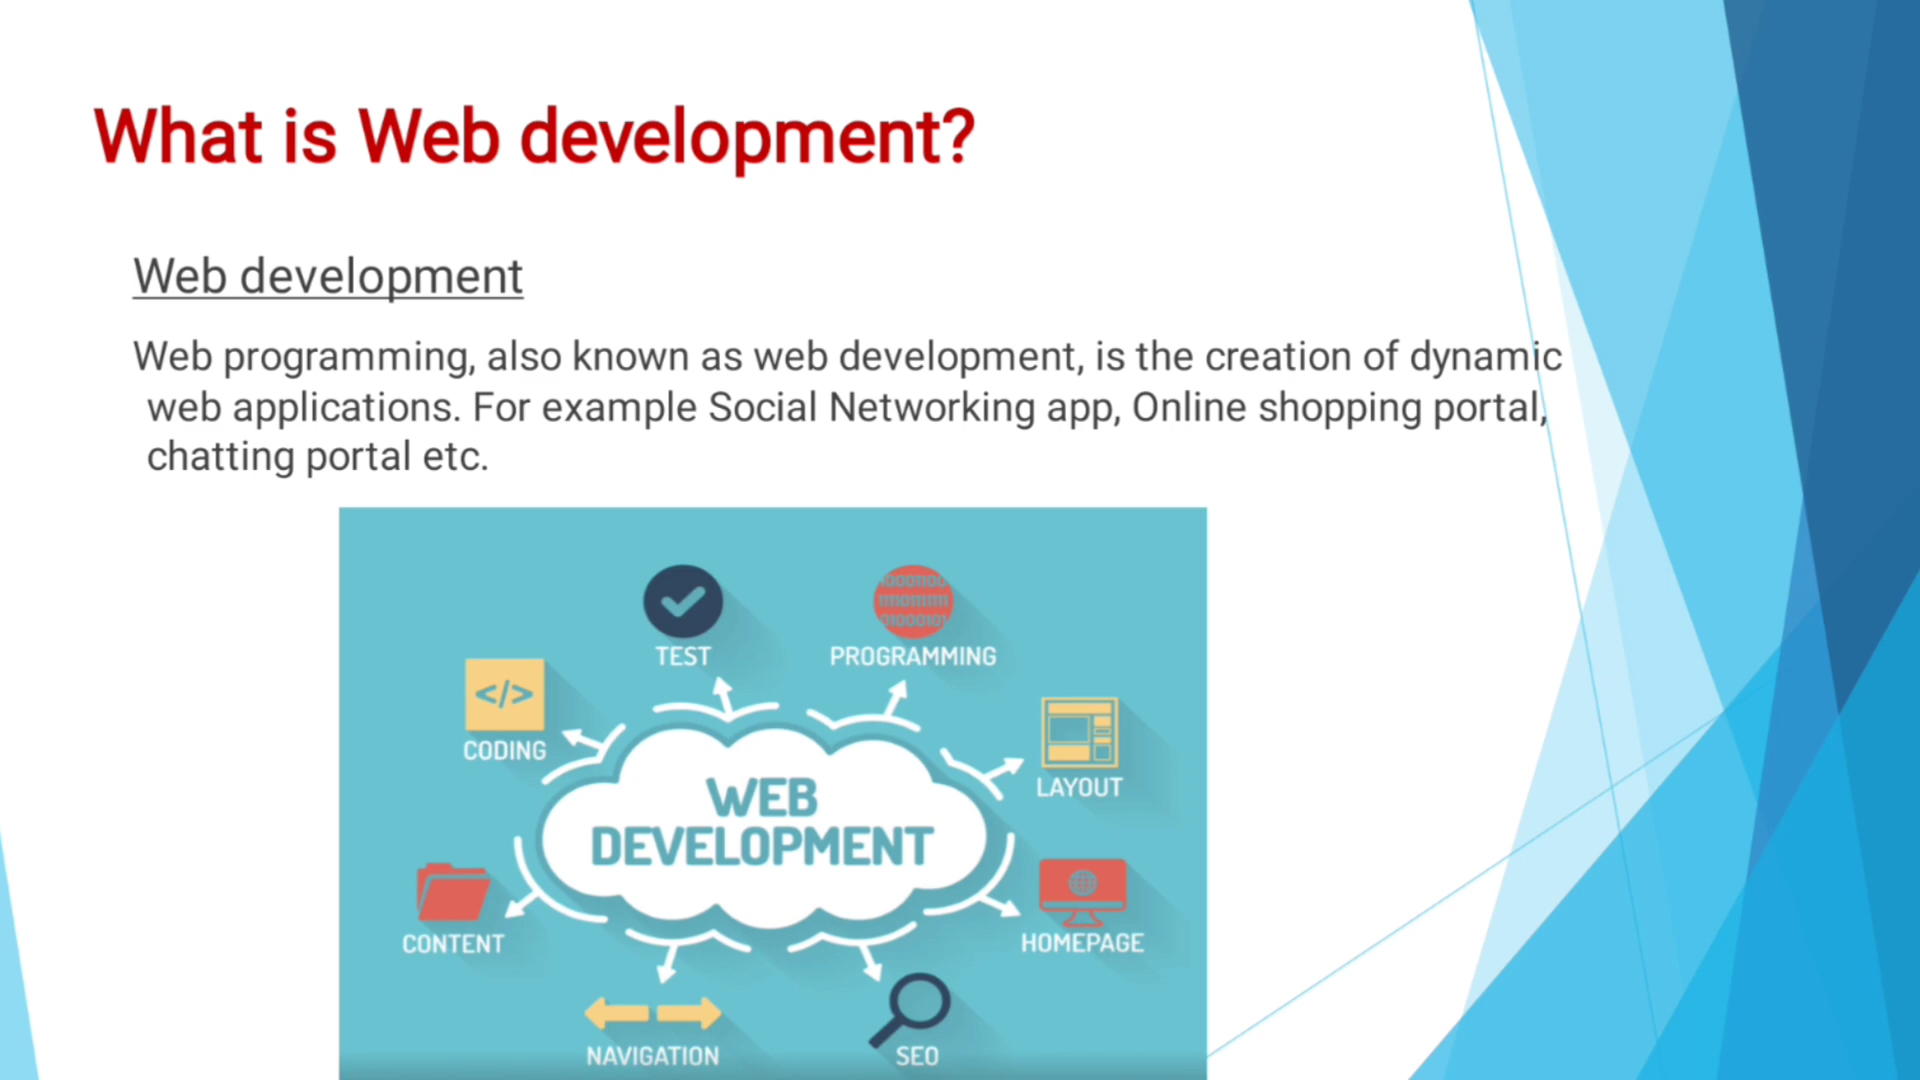 What is Web development?
Web development
Web programming, also known as web development, is the creation of dynamic
web applications. For example Social Networking app, Online shopping portal,
chatting portal etc.
TEST
PROGRAMMING
</>
CODING
LAYOUT
WEB
DEVELOPMENT
CONTENT
HOMEPAGE
NAVIGATION
SEO